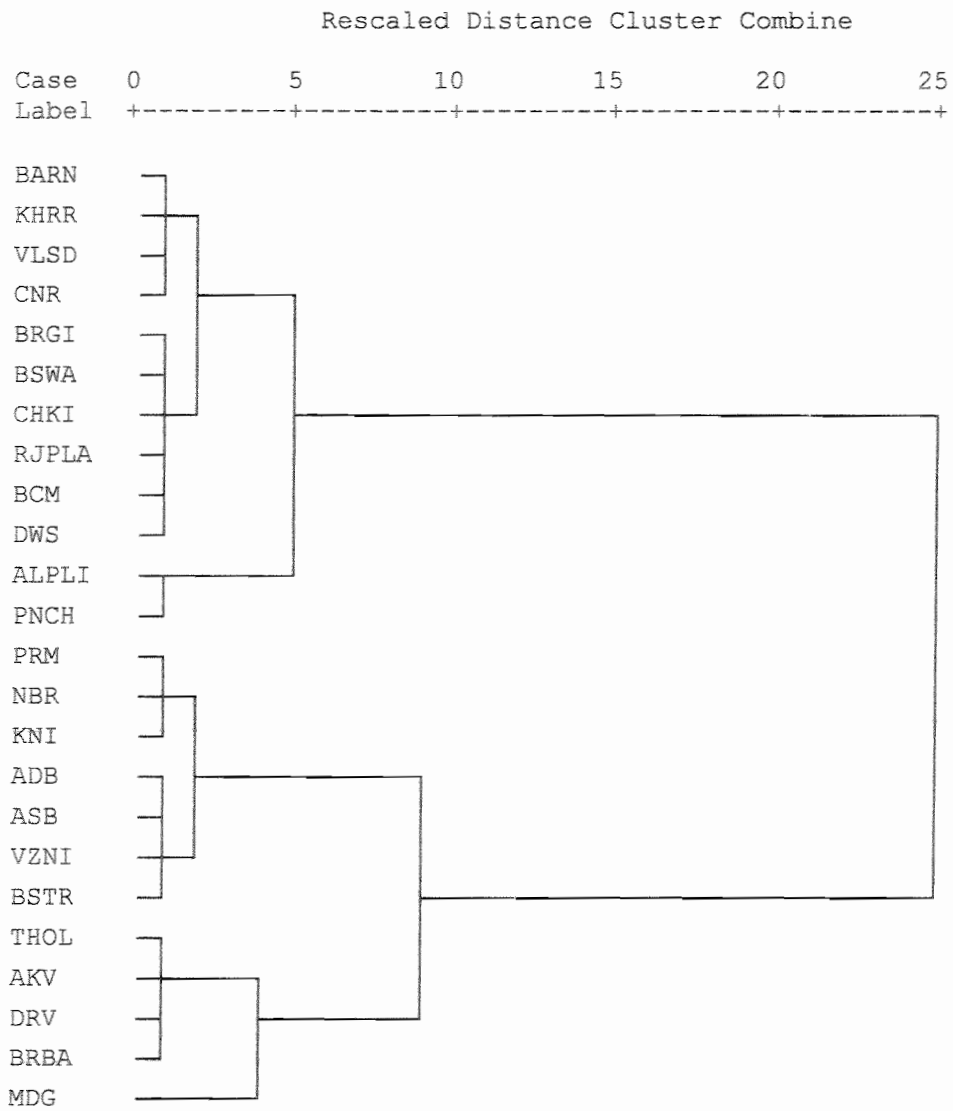 Rescaled Distance Cluster Combine
Case 0 5 10 15 20 25
Label +---------+---------+---------+---------+---------+
BARN
KHRR
VLSD
CNR
BRGI
BSWA
CHKI
RJPLA
BCM
DWS
ALPLI
PNCH
PRM
NBR
KNI
ADB
ASB
VZNI
BSTR
THOL
AKV
DRV
BRBA
MDG